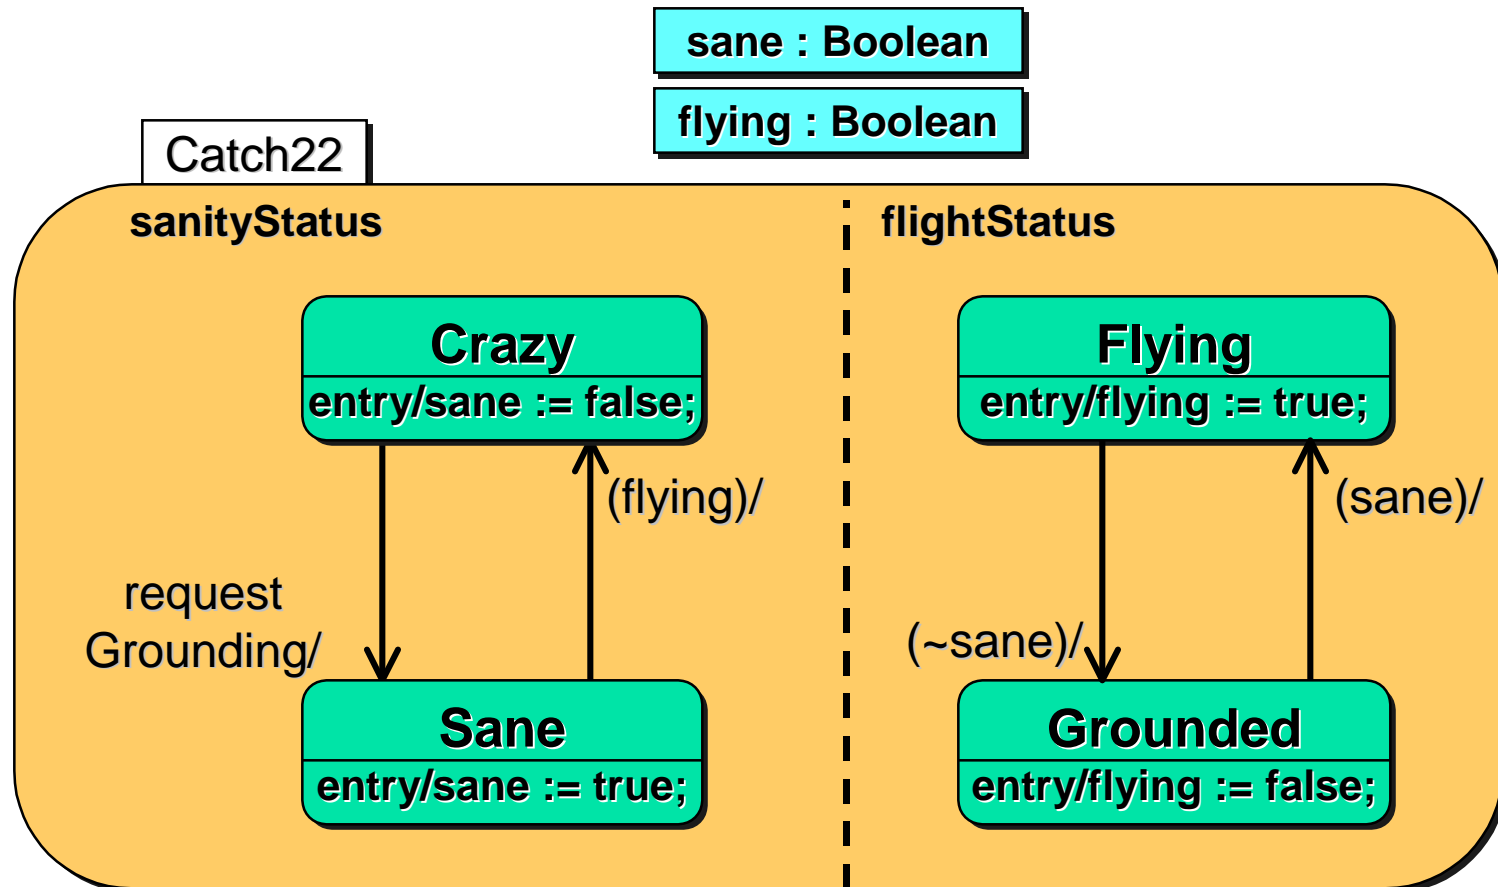 sane : Boolean
flying : Boolean
Catch22
sanityStatus
flightStatus
Crazy
entry/sane := false;
Flying
entry/flying := true;
(flying)/
(sane)/
request
Grounding/
(~sane)/
Sane
entry/sane := true;
Grounded
entry/flying := false;